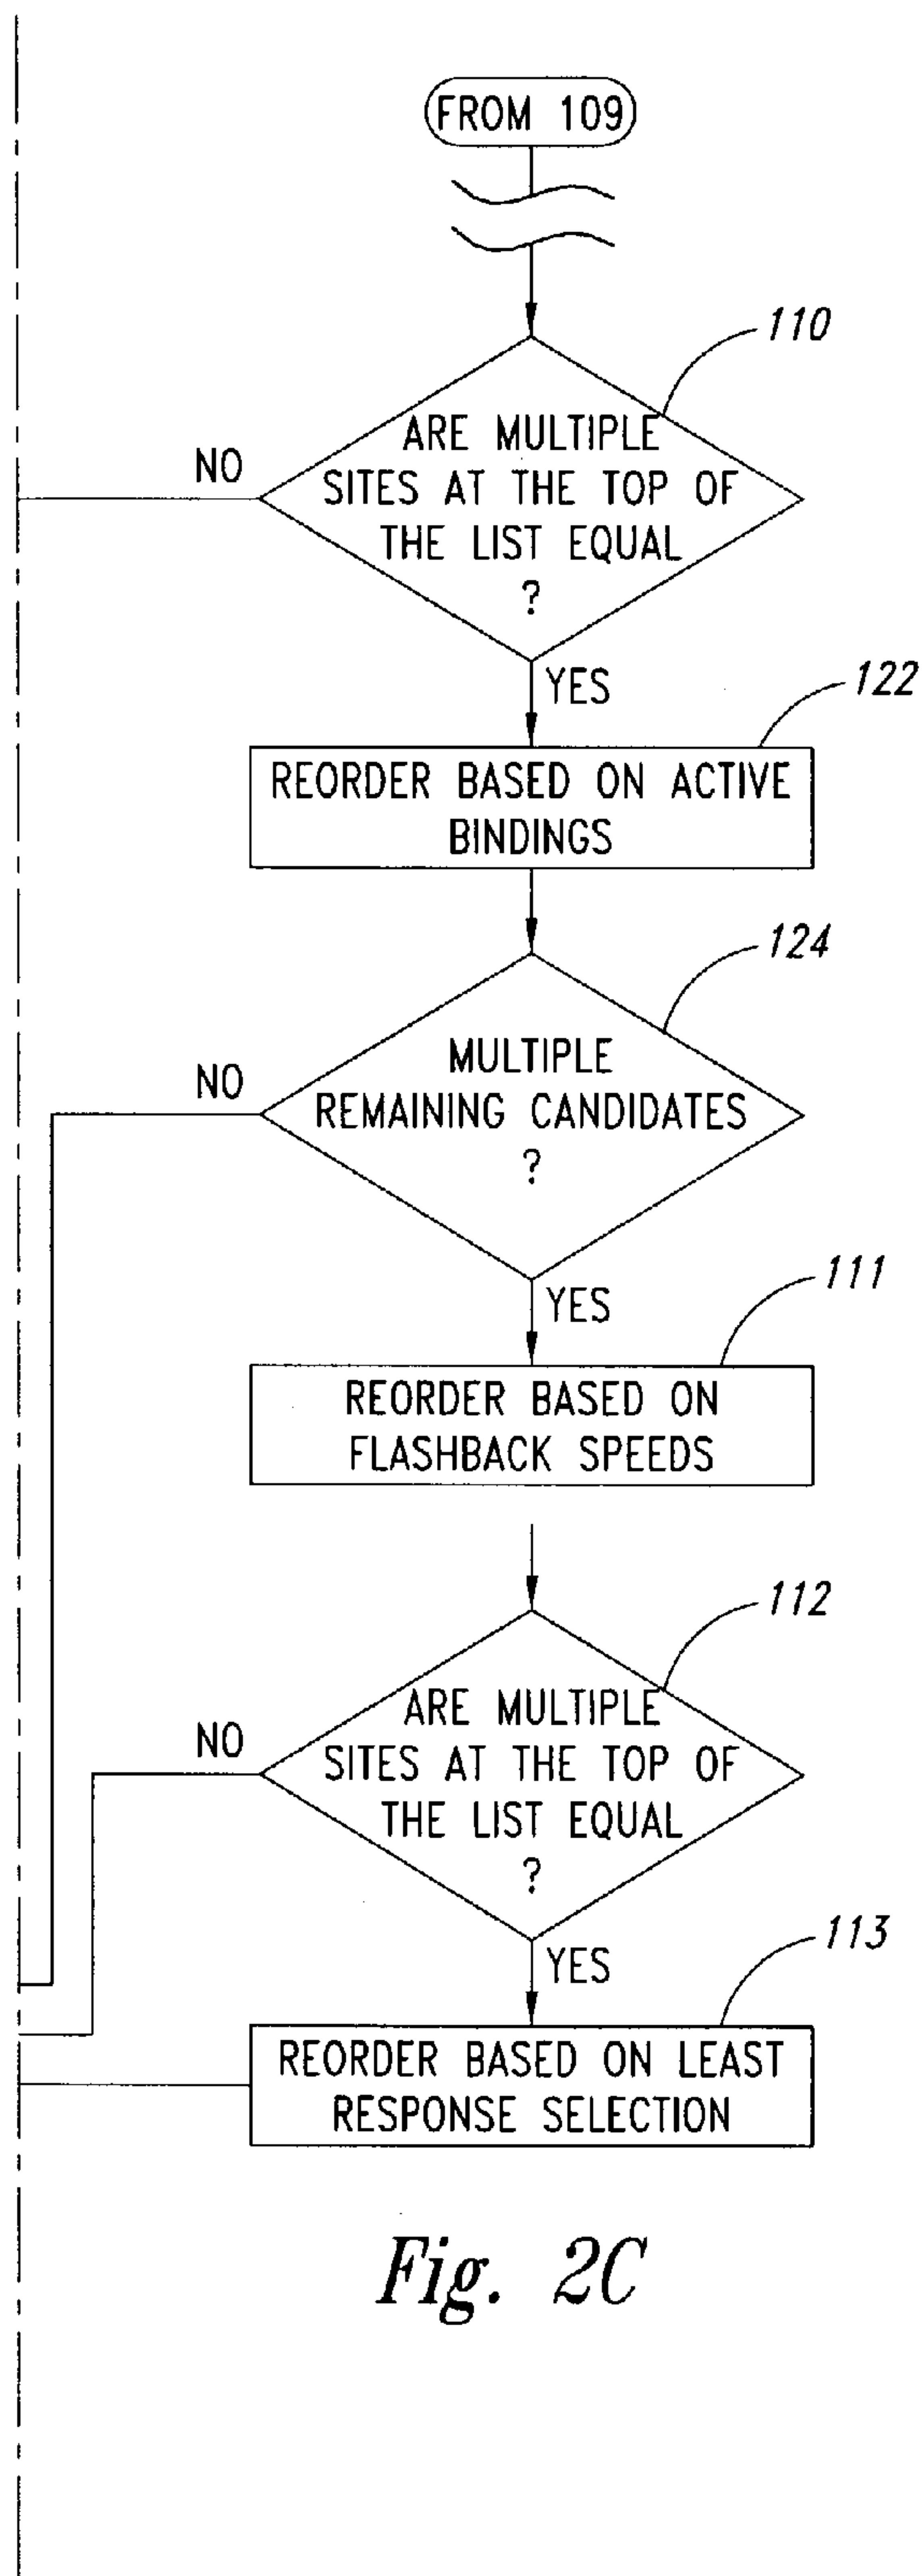 FROM 109
110
ARE MULTIPLE
SITES AT THE TOP OF
THE LIST EQUAL
?
NO
YES
122
REORDER BASED ON ACTIVE
BINDINGS
124
MULTIPLE
REMAINING CANDIDATES
?
NO
YES
111
REORDER BASED ON
FLASHBACK SPEEDS
112
ARE MULTIPLE
SITES AT THE TOP OF
THE LIST EQUAL
?
NO
YES
113
REORDER BASED ON LEAST
RESPONSE SELECTION
Fig. 2C